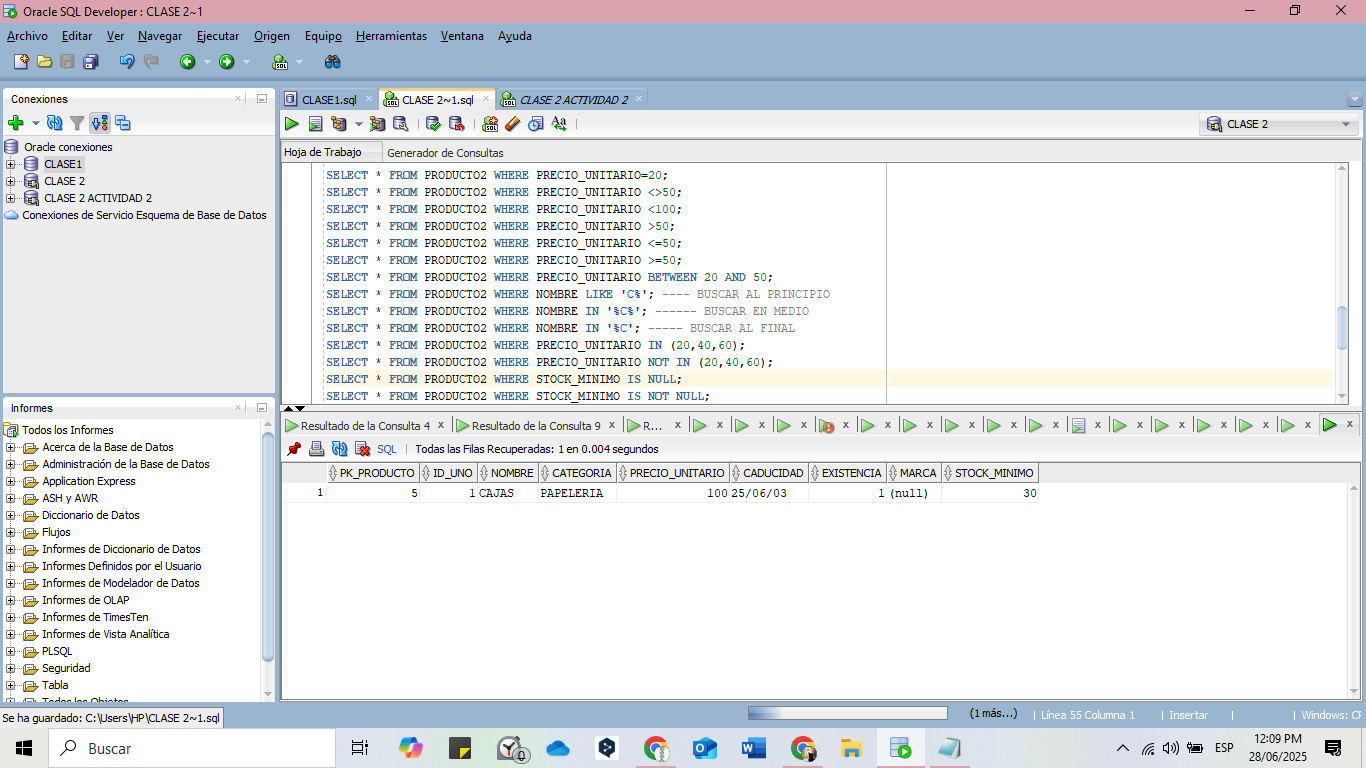 Oracle SQL Developer : CLASE 2~1
Archivo Editar Ver Navegar Ejecutar Origen Equipo Herramientas Ventana Ayuda
Conexiones
Oracle conexiones
CLASE1
CLASE 2
CLASE 2 ACTIVIDAD 2
Conexiones de Servicio Esquema de Base de Datos
Informes
Todos los Informes
Acerca de la Base de Datos
Administración de la Base de Datos
Application Express
ASH y AWR
Diccionario de Datos
Flujos
Informes de Diccionario de Datos
Informes Definidos por el Usuario
Informes de Modelador de Datos
Informes de OLAP
Informes de TimesTen
Informes de Vista Analítica
PLSQL
Seguridad
Tabla
Todos los Objetos
CLASE1.sql CLASE 2~1.sql CLASE 2 ACTIVIDAD 2
CLASE 2
Hoja de Trabajo Generador de Consultas
SELECT * FROM PRODUCTO2 WHERE PRECIO_UNITARIO=20;
SELECT * FROM PRODUCTO2 WHERE PRECIO_UNITARIO <>50;
SELECT * FROM PRODUCTO2 WHERE PRECIO_UNITARIO <100;
SELECT * FROM PRODUCTO2 WHERE PRECIO_UNITARIO >50;
SELECT * FROM PRODUCTO2 WHERE PRECIO_UNITARIO <=50;
SELECT * FROM PRODUCTO2 WHERE PRECIO_UNITARIO >=50;
SELECT * FROM PRODUCTO2 WHERE PRECIO_UNITARIO BETWEEN 20 AND 50;
SELECT * FROM PRODUCTO2 WHERE NOMBRE LIKE 'C%'; ---- BUSCAR AL PRINCIPIO
SELECT * FROM PRODUCTO2 WHERE NOMBRE IN '%C%'; ------ BUSCAR EN MEDIO
SELECT * FROM PRODUCTO2 WHERE NOMBRE IN '%C'; ----- BUSCAR AL FINAL
SELECT * FROM PRODUCTO2 WHERE PRECIO_UNITARIO IN (20,40,60);
SELECT * FROM PRODUCTO2 WHERE PRECIO_UNITARIO NOT IN (20,40,60);
SELECT * FROM PRODUCTO2 WHERE STOCK_MINIMO IS NULL;
SELECT * FROM PRODUCTO2 WHERE STOCK_MINIMO IS NOT NULL;
Resultado de la Consulta 4 x Resultado de la Consulta 9 x R... x
SQL Todas las Filas Recuperadas: 1 en 0.004 segundos
PK_PRODUCTO ID_UNO NOMBRE CATEGORIA PRECIO_UNITARIO CADUCIDAD EXISTENCIA MARCA STOCK_MINIMO
1 5 1 CAJAS PAPELERIA 100 25/06/03 1 (null) 30
Se ha guardado: C:\Users\HP\CLASE 2~1.sql
(1 más...) Línea 55 Columna 1 Insertar Windows: CF
Buscar
ESP
12:09 PM
28/06/2025